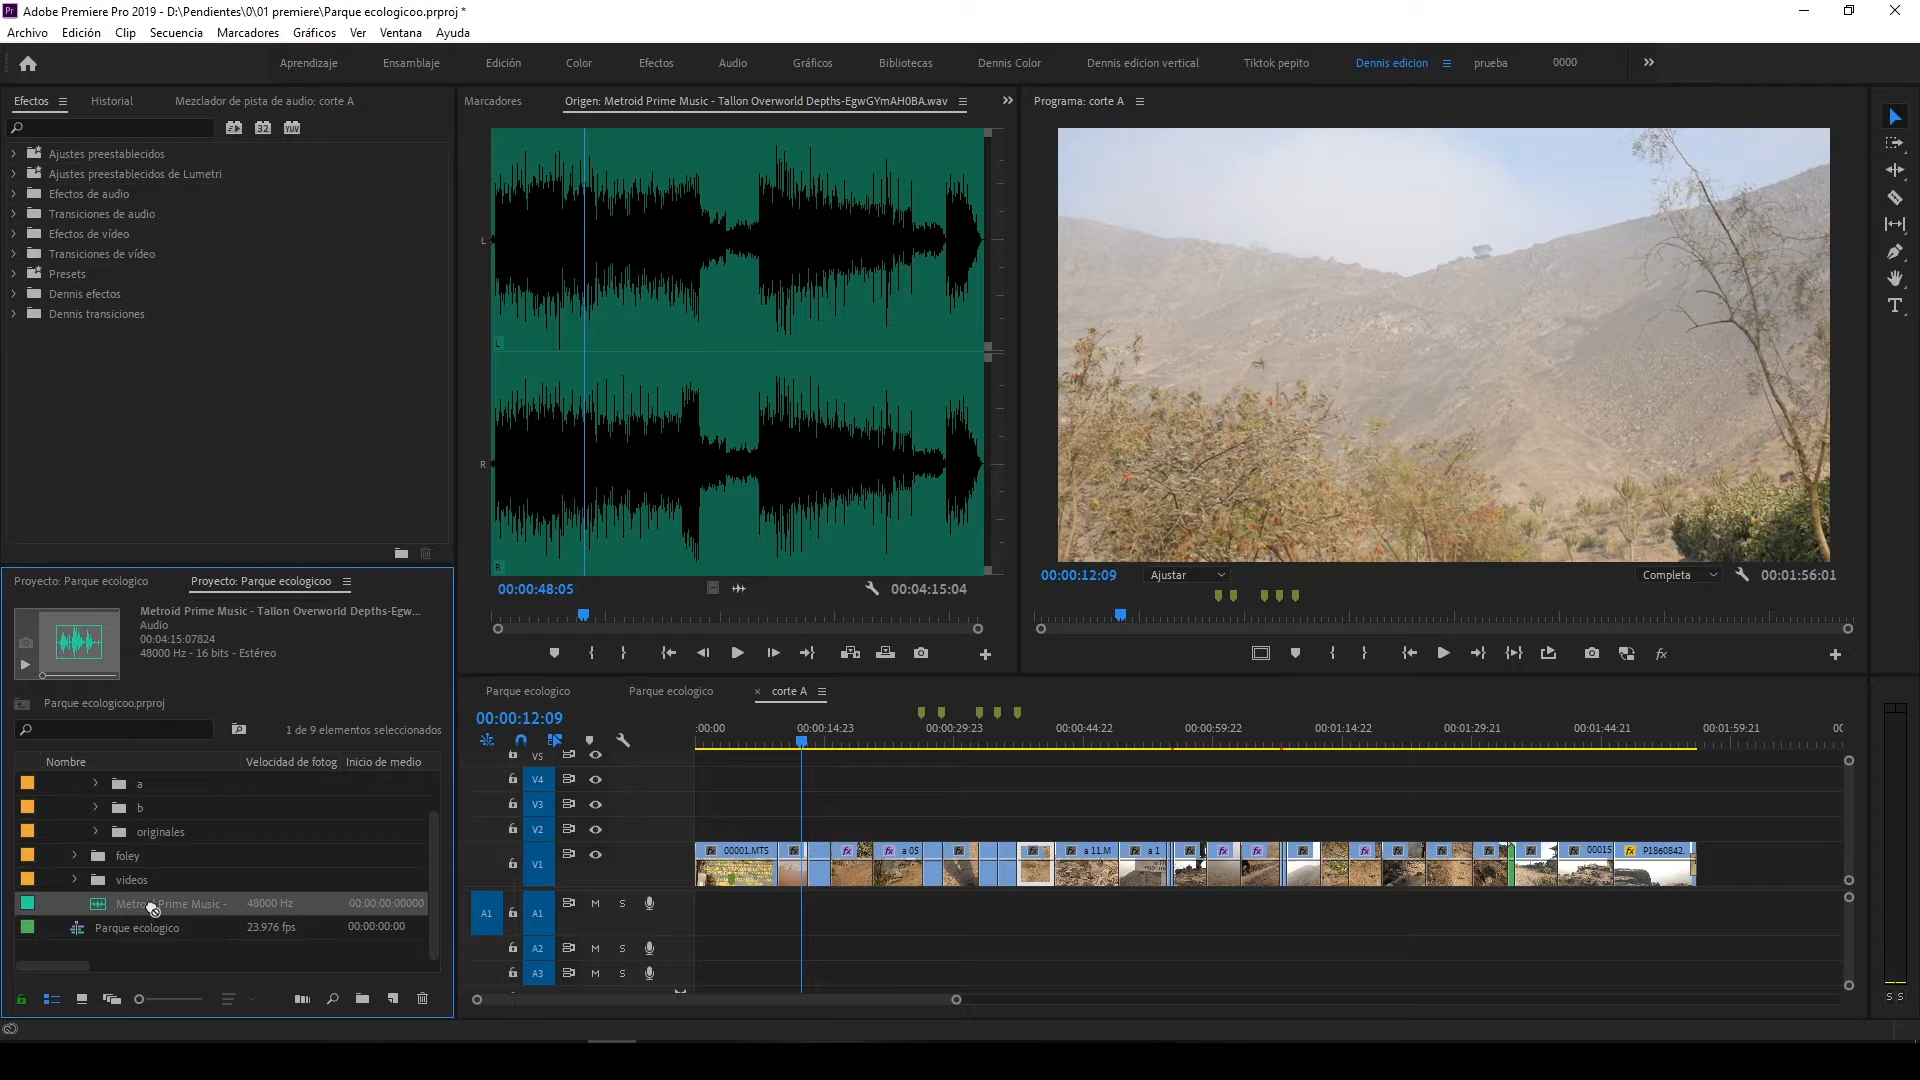 Adobe Premiere Pro 2019 - D:\Pendientes\0\01 premiere\Parque ecologicoo.prproj *
Archivo Edición Clip Secuencia Marcadores Gráficos Ver Ventana Ayuda
Aprendizaje Ensamblaje Edición Color Efectos Audio Gráficos Bibliotecas Dennis Color Dennis edicion vertical Tiktok pepito Dennis edicion prueba 0000
Efectos Historial Mezclador de pista de audio: corte A
32 YUV
Ajustes preestablecidos
Ajustes preestablecidos de Lumetri
Efectos de audio
Transiciones de audio
Efectos de vídeo
Transiciones de vídeo
Presets
Dennis efectos
Dennis transiciones
Marcadores Origen: Metroid Prime Music - Tallon Overworld Depths-EgwGYmAH0BA.wav
L
L
R
R
00:00:48:05 00:04:15:04
Programa: corte A
00:00:12:09 Ajustar Completa 00:01:56:01
Proyecto: Parque ecologico Proyecto: Parque ecologicoo
Metroid Prime Music - Tallon Overworld Depths-Egw...
Audio
00:04:15:07824
48000 Hz - 16 bits - Estéreo
Parque ecologicoo.prproj
1 de 9 elementos seleccionados
Nombre Velocidad de fotog Inicio de medio
a
b
originales
foley
videos
Metroid Prime Music - 48000 Hz 00:00:00:00000
Parque ecologico 23.976 fps 00:00:00:00
Parque ecologico Parque ecologico × corte A
00:00:12:09
:00:00 00:00:14:23 00:00:29:23 00:00:44:22 00:00:59:22 00:01:14:22 00:01:29:21 00:01:44:21 00:01:59:21
V5
V4
V3
V2
V1
00001.MTS fx a 05 a 11.M a 1 00015 P1860842.
A1 A1 M S
A2 M S
A3 M S
S S